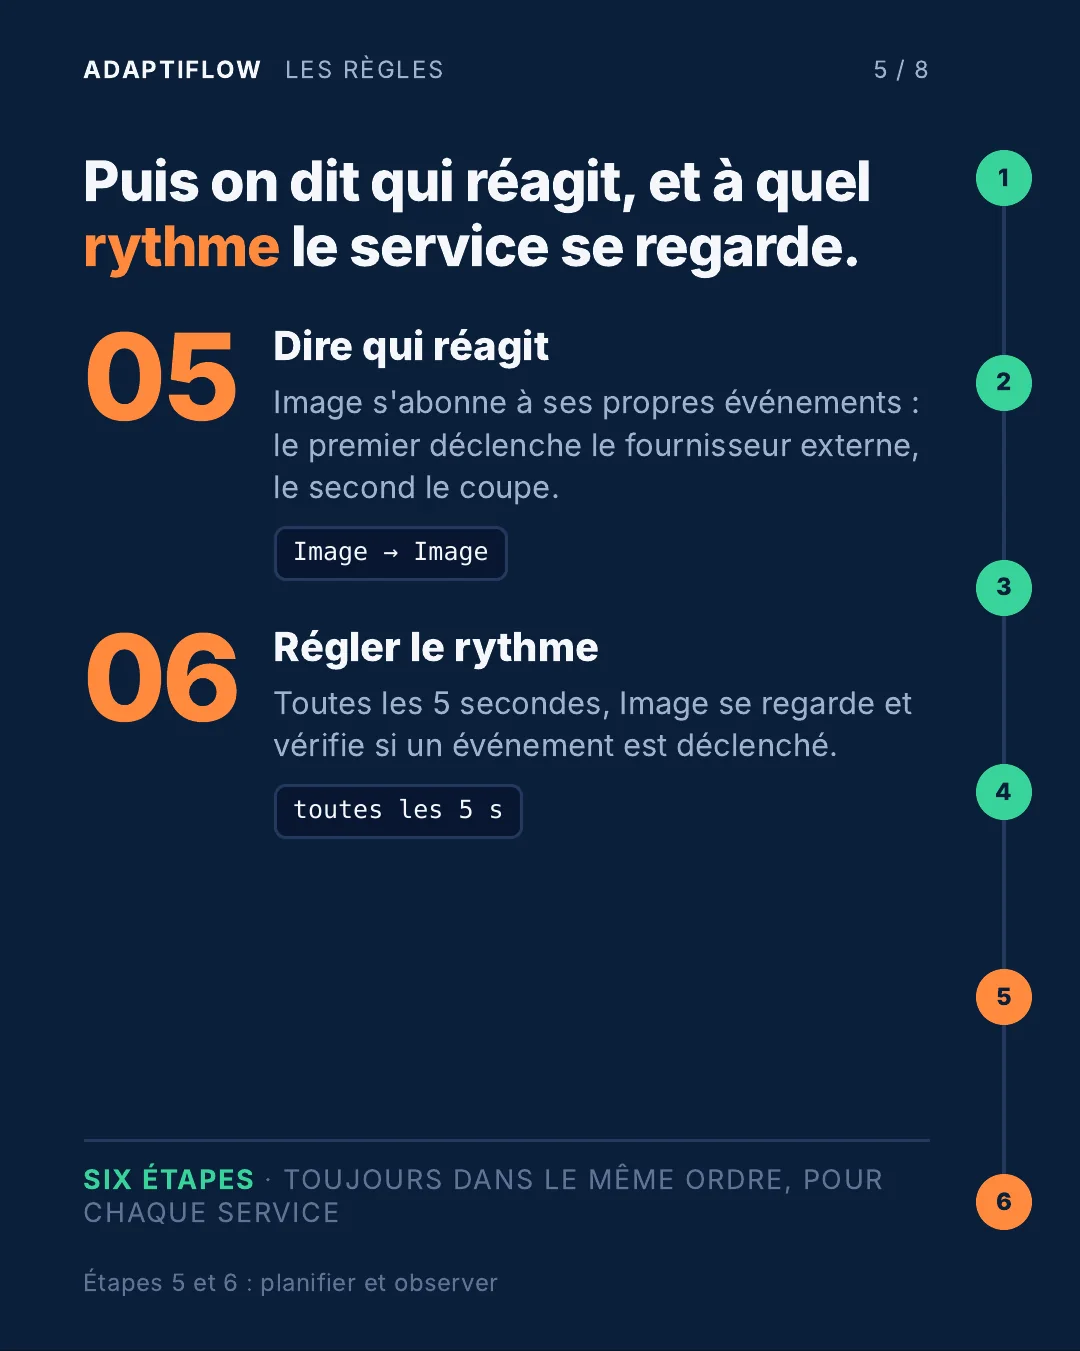 ADAPTIFLOW LES RÈGLES 5 / 8
Puis on dit qui réagit, et à quel
rythme le service se regarde.
05 Dire qui réagit
Image s'abonne à ses propres événements :
le premier déclenche le fournisseur externe,
le second le coupe.
Image → Image
06 Régler le rythme
Toutes les 5 secondes, Image se regarde et
vérifie si un événement est déclenché.
toutes les 5 s
1
2
3
4
5
6
SIX ÉTAPES · TOUJOURS DANS LE MÊME ORDRE, POUR
CHAQUE SERVICE
Étapes 5 et 6 : planifier et observer